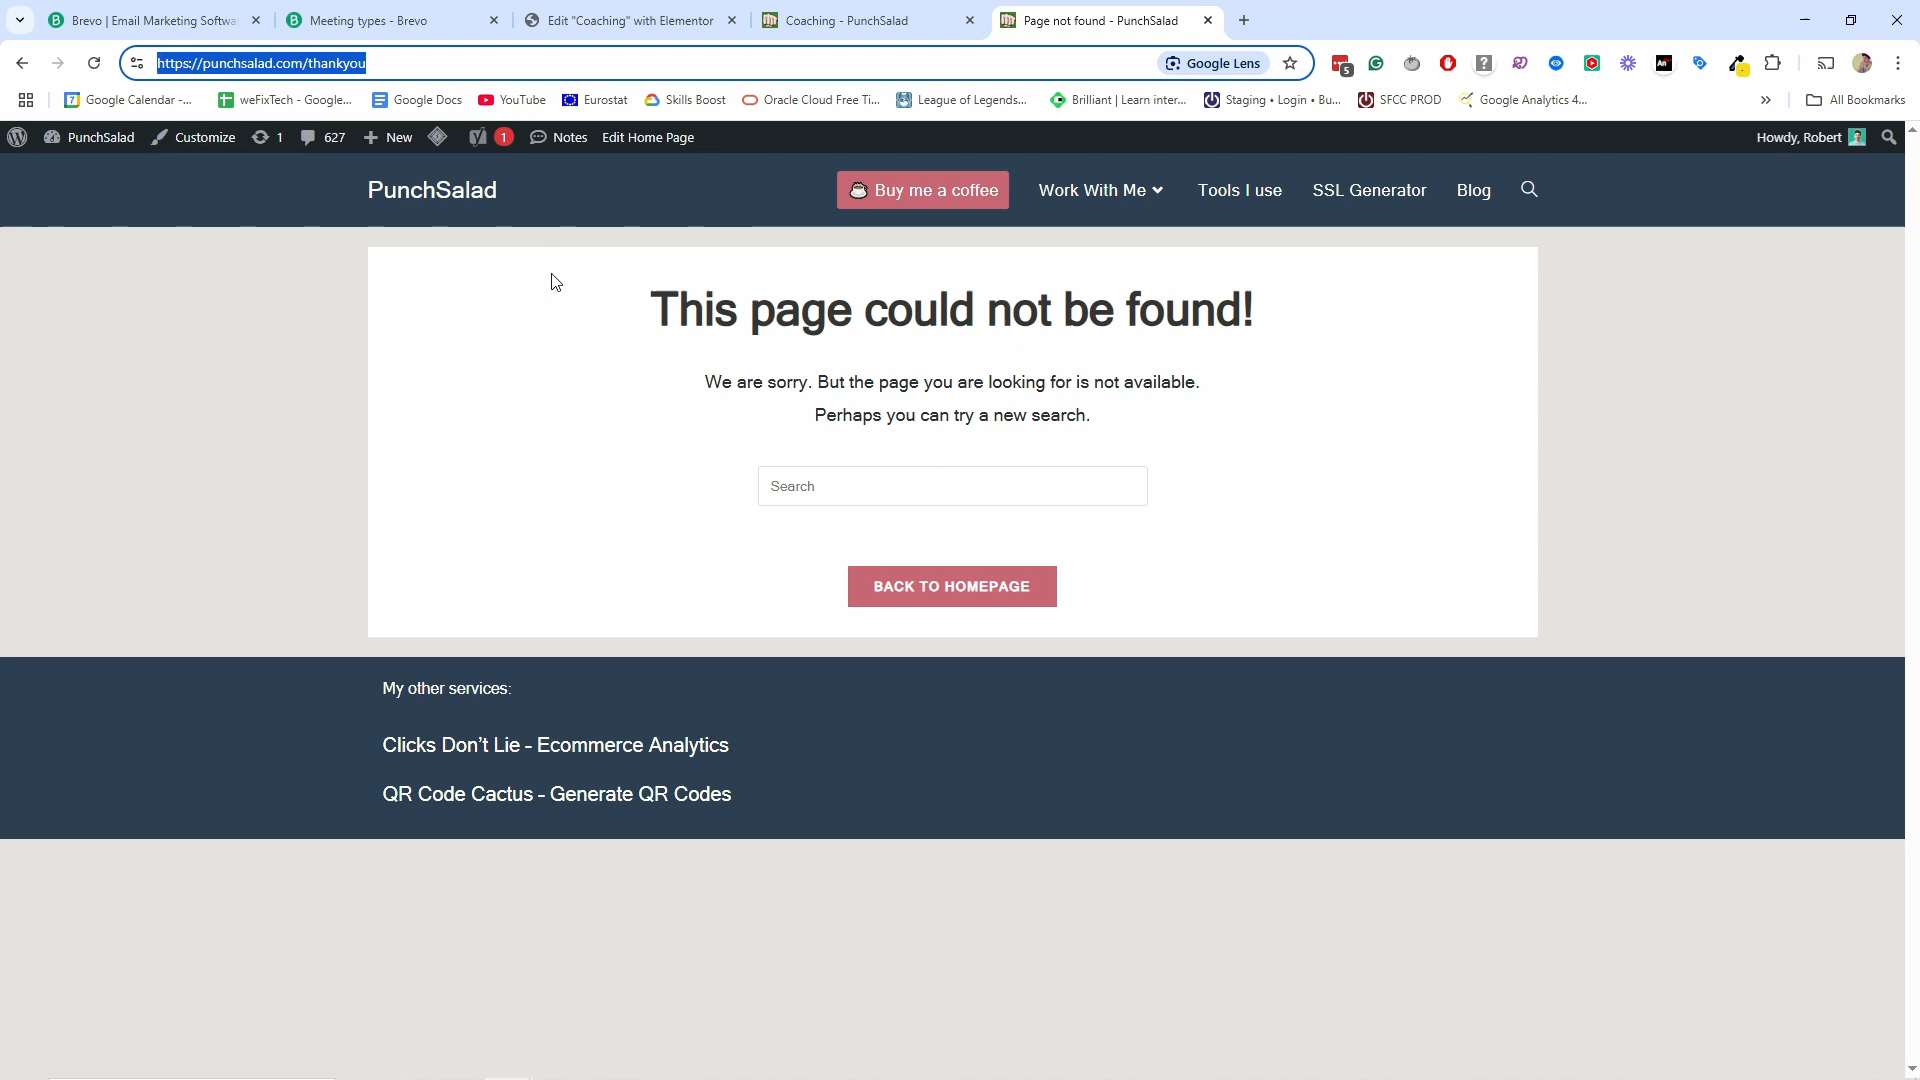 Brevo | Email Marketing Softwa
Meeting types - Brevo
Edit "Coaching" with Elementor
Coaching - PunchSalad
Page not found - PunchSalad
https://punchsalad.com/thankyou
Google Lens
5
Google Calendar -...
weFixTech - Google...
Google Docs
YouTube
Eurostat
Skills Boost
Oracle Cloud Free Ti...
League of Legends...
Brilliant | Learn inter...
Staging • Login • Bu...
SFCC PROD
Google Analytics 4...
All Bookmarks
PunchSalad
Customize
1
627
New
1
Notes
Edit Home Page
Howdy, Robert
PunchSalad
Buy me a coffee
Work With Me
Tools I use
SSL Generator
Blog
This page could not be found!
We are sorry. But the page you are looking for is not available.
Perhaps you can try a new search.
Search
BACK TO HOMEPAGE
My other services:
Clicks Don't Lie - Ecommerce Analytics
QR Code Cactus - Generate QR Codes